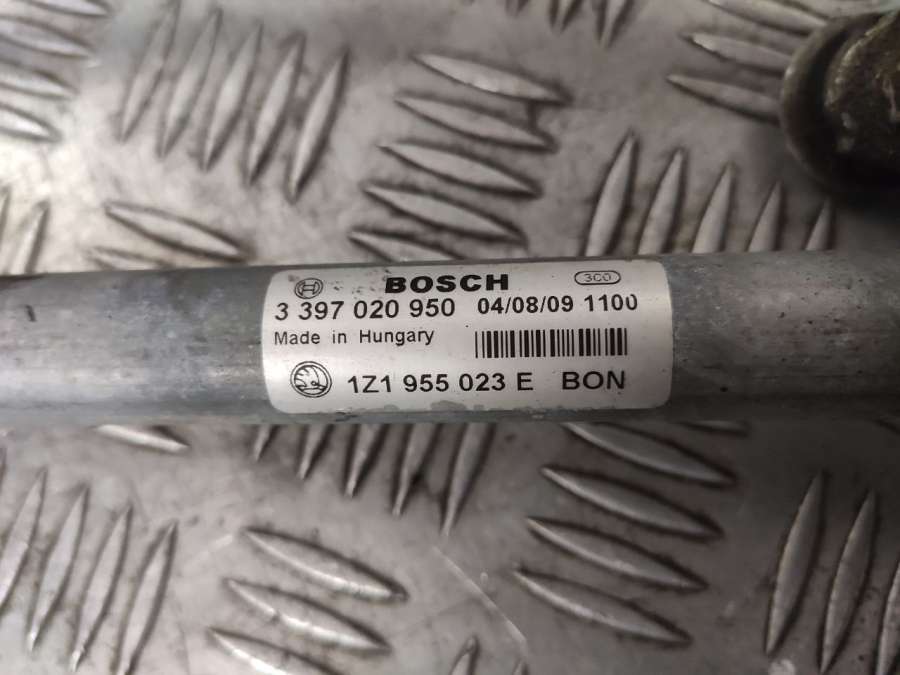 BOSCH 3C0
3 397 020 950 04/08/09 1100
Made in Hungary
1Z1 955 023 E BON